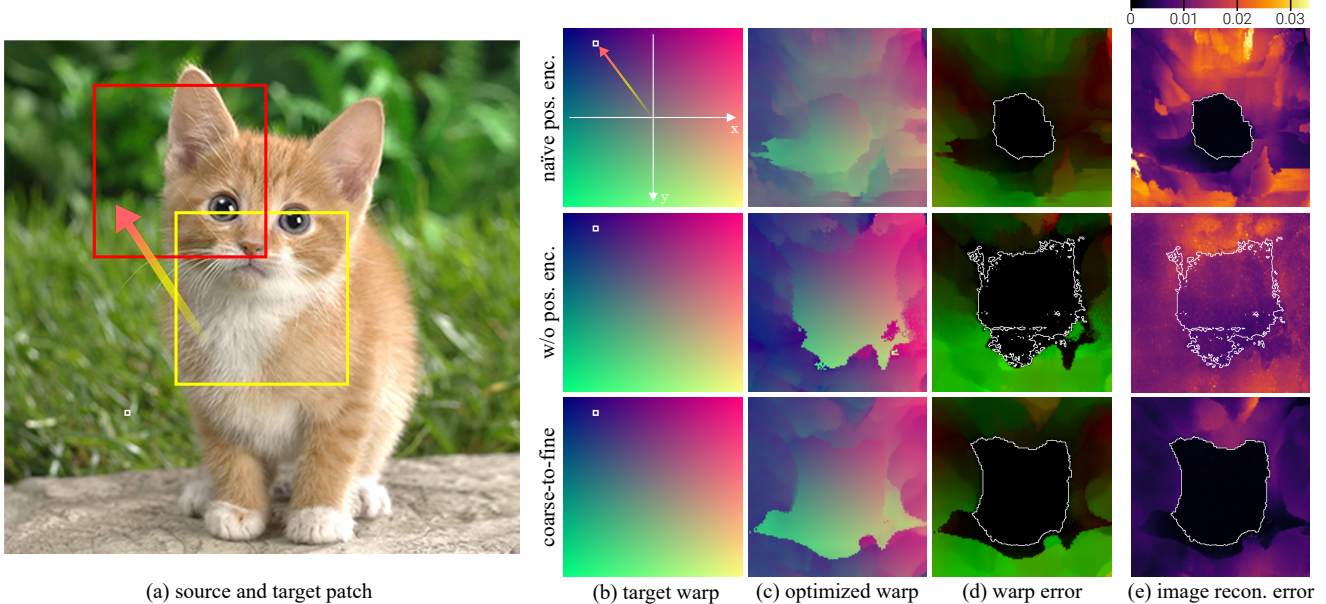 0 0.01 0.02 0.03
naïve pos. enc.
x
y
w/o pos. enc.
coarse-to-fine
(a) source and target patch
(b) target warp
(c) optimized warp
(d) warp error
(e) image recon. error